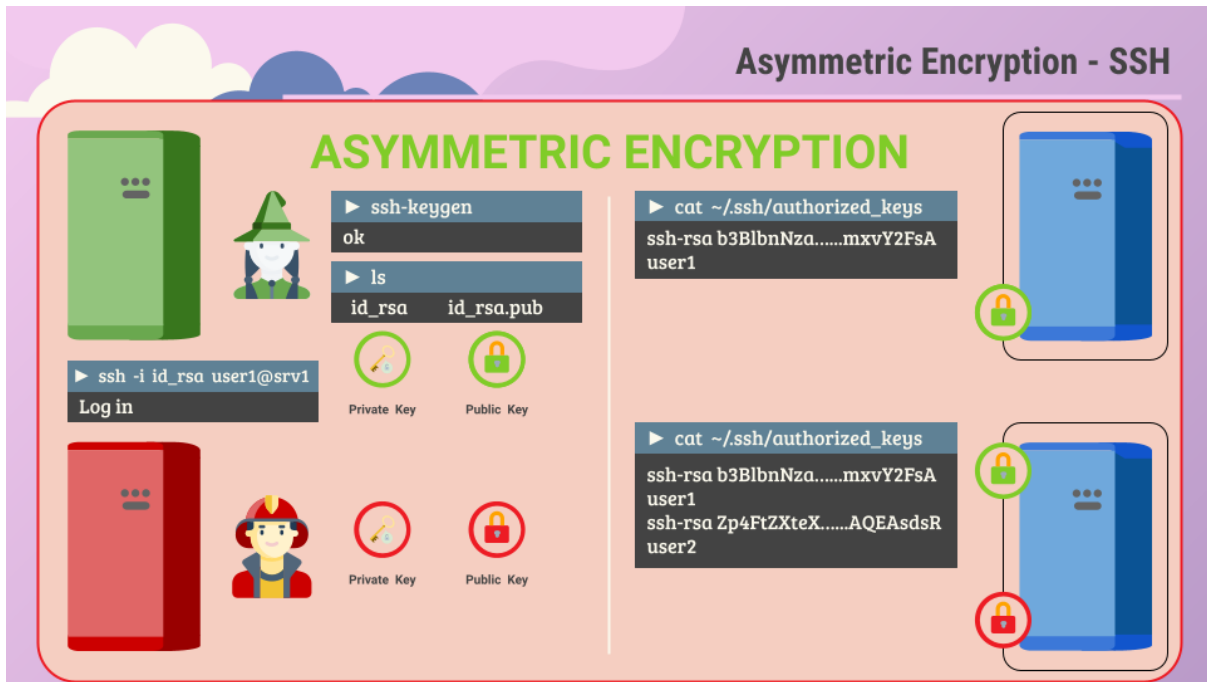 Asymmetric Encryption - SSH
ASYMMETRIC ENCRYPTION
► ssh-keygen
ok
► ls
id_rsa id_rsa.pub
Private Key Public Key
► ssh -i id_rsa user1@srv1
Log in
Private Key Public Key
► cat ~/.ssh/authorized_keys
ssh-rsa b3BlbnNza......mxvY2FsA
user1
► cat ~/.ssh/authorized_keys
ssh-rsa b3BlbnNza......mxvY2FsA
user1
ssh-rsa Zp4FtZXteX......AQEAsdsR
user2